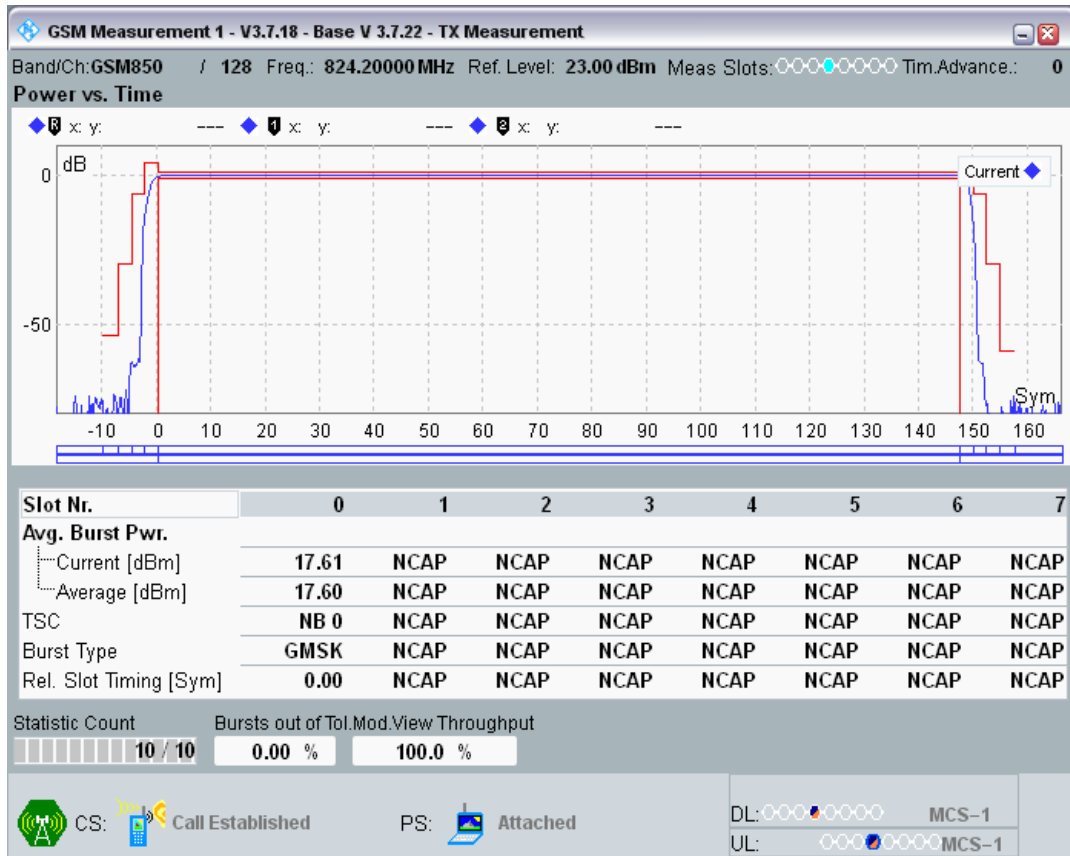 GSM Measurement 1 - V3.7.18 - Base V 3.7.22 - TX Measurement
Band/Ch:GSM850 / 128 Freq.: 824.20000 MHz Ref. Level: 23.00 dBm Meas Slots: Tim.Advance.: 0
Power vs. Time
R x: y: --- 1 x: y: --- 2 x: y: ---
dB
Current
0
-50
Sym
-10 0 10 20 30 40 50 60 70 80 90 100 110 120 130 140 150 160
Slot Nr. 0 1 2 3 4 5 6 7
Avg. Burst Pwr.
Current [dBm] 17.61 NCAP NCAP NCAP NCAP NCAP NCAP NCAP
Average [dBm] 17.60 NCAP NCAP NCAP NCAP NCAP NCAP NCAP
TSC NB 0 NCAP NCAP NCAP NCAP NCAP NCAP NCAP
Burst Type GMSK NCAP NCAP NCAP NCAP NCAP NCAP NCAP
Rel. Slot Timing [Sym] 0.00 NCAP NCAP NCAP NCAP NCAP NCAP NCAP
Statistic Count Bursts out of Tol. Mod.View Throughput
10 / 10 0.00 % 100.0 %
CS: Call Established PS: Attached
DL: MCS-1
UL: MCS-1